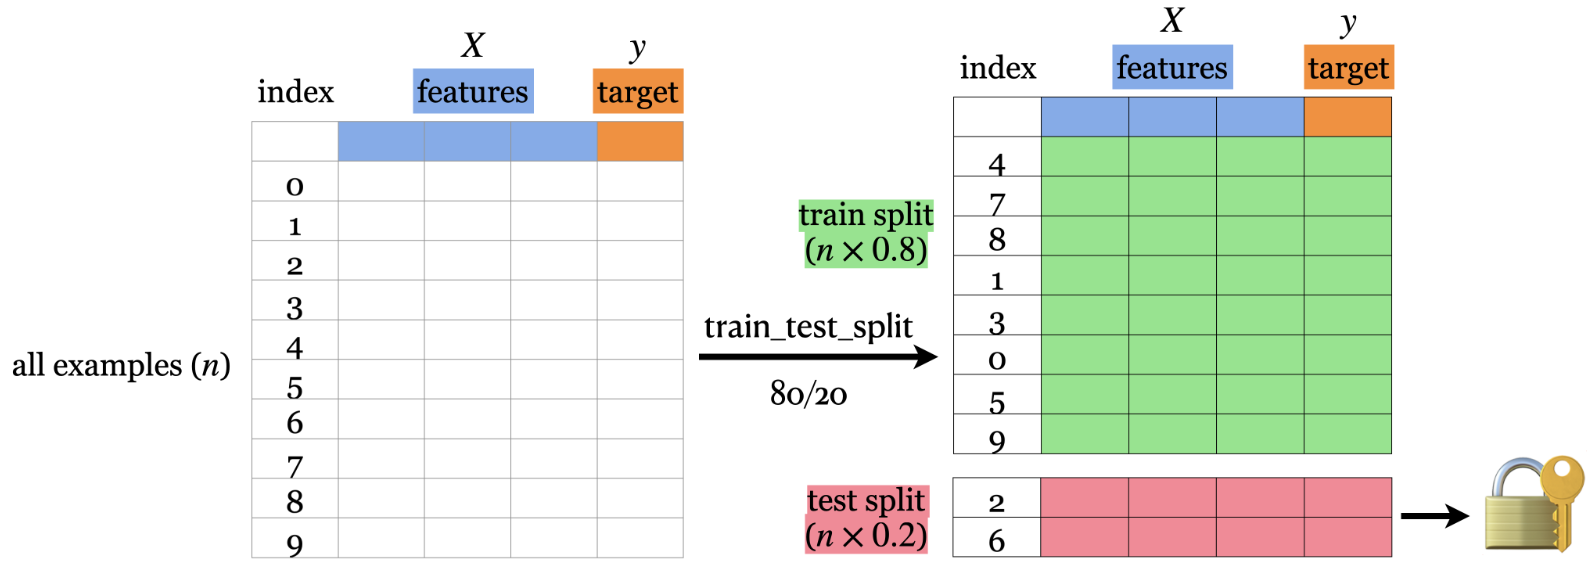 X
y
index
features
target
0
1
2
3
4
5
6
7
8
9
all examples (n)
train_test_split
80/20
X
y
index
features
target
train split
(n × 0.8)
4
7
8
1
3
0
5
9
test split
(n × 0.2)
2
6